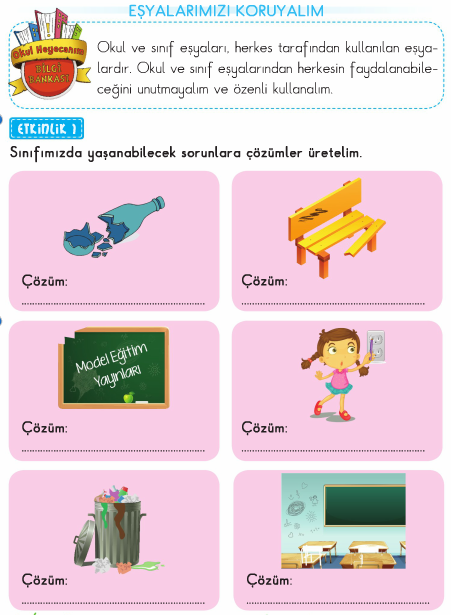 EŞYALARIMIZI KORUYALIM
Okul Heyecanım
BİLGİ
BANKASI
Okul ve sınıf eşyaları, herkes tarafından kullanılan eşya-
lardır. Okul ve sınıf eşyalarından herkesin faydalanabile-
ceğini unutmayalım ve özenli kullanalım.
ETKİNLİK 1
Sınıfımızda yaşanabilecek sorunlara çözümler üretelim.
Çözüm:
Çözüm:
Model Eğitim
Yayınları
Çözüm:
Çözüm:
Çözüm:
Çözüm: